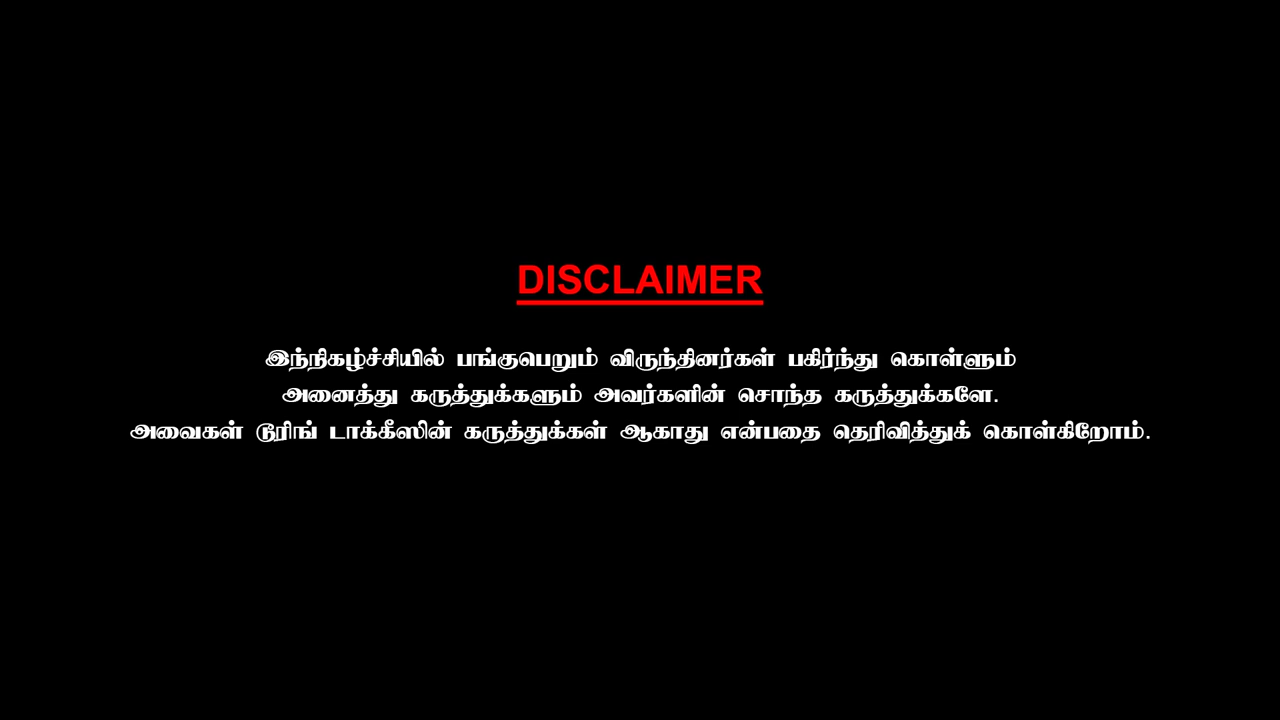 DISCLAIMER
இந்நிகழ்ச்சியில் பங்குபெறும் விருந்தினர்கள் பகிர்ந்து கொள்ளும்
அனைத்து கருத்துக்களும் அவர்களின் சொந்த கருத்துக்களே.
அவைகள் டூரிங் டாக்கீஸின் கருத்துக்கள் ஆகாது என்பதை தெரிவித்துக் கொள்கிறோம்.